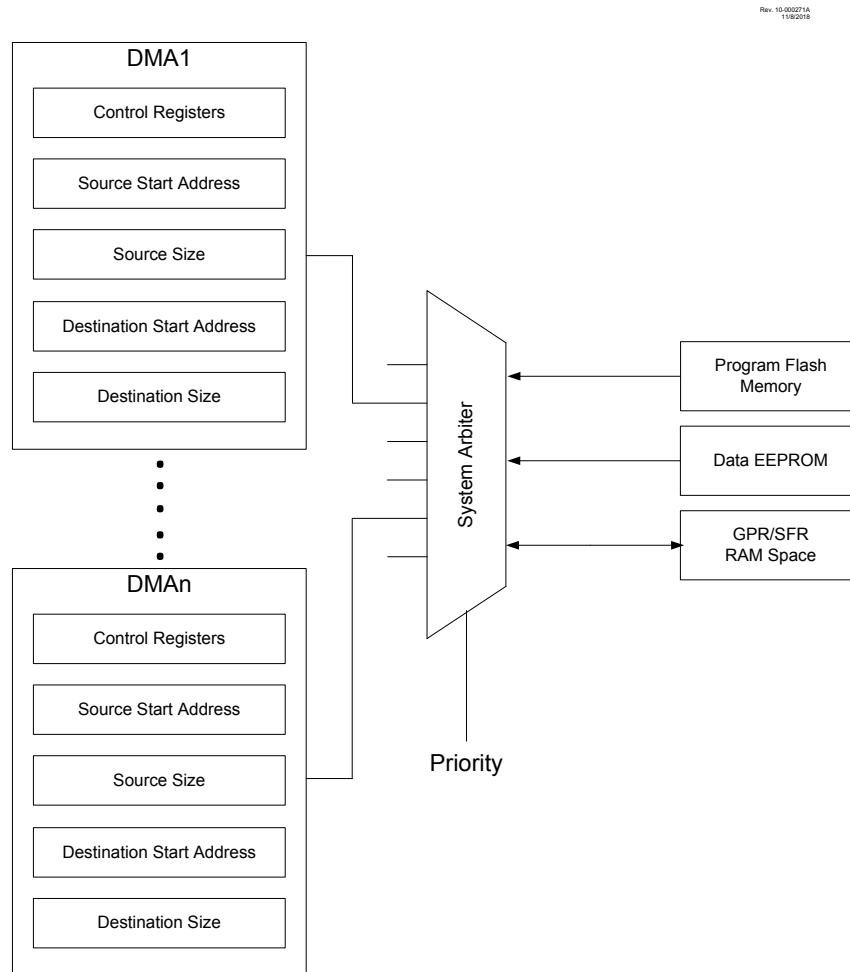 Rev. 10-000271A
11/8/2018
DMA1
Control Registers
Source Start Address
Source Size
Destination Start Address
Destination Size
DMAn
Control Registers
Source Start Address
Source Size
Destination Start Address
Destination Size
System Arbiter
Priority
Program Flash
Memory
Data EEPROM
GPR/SFR
RAM Space